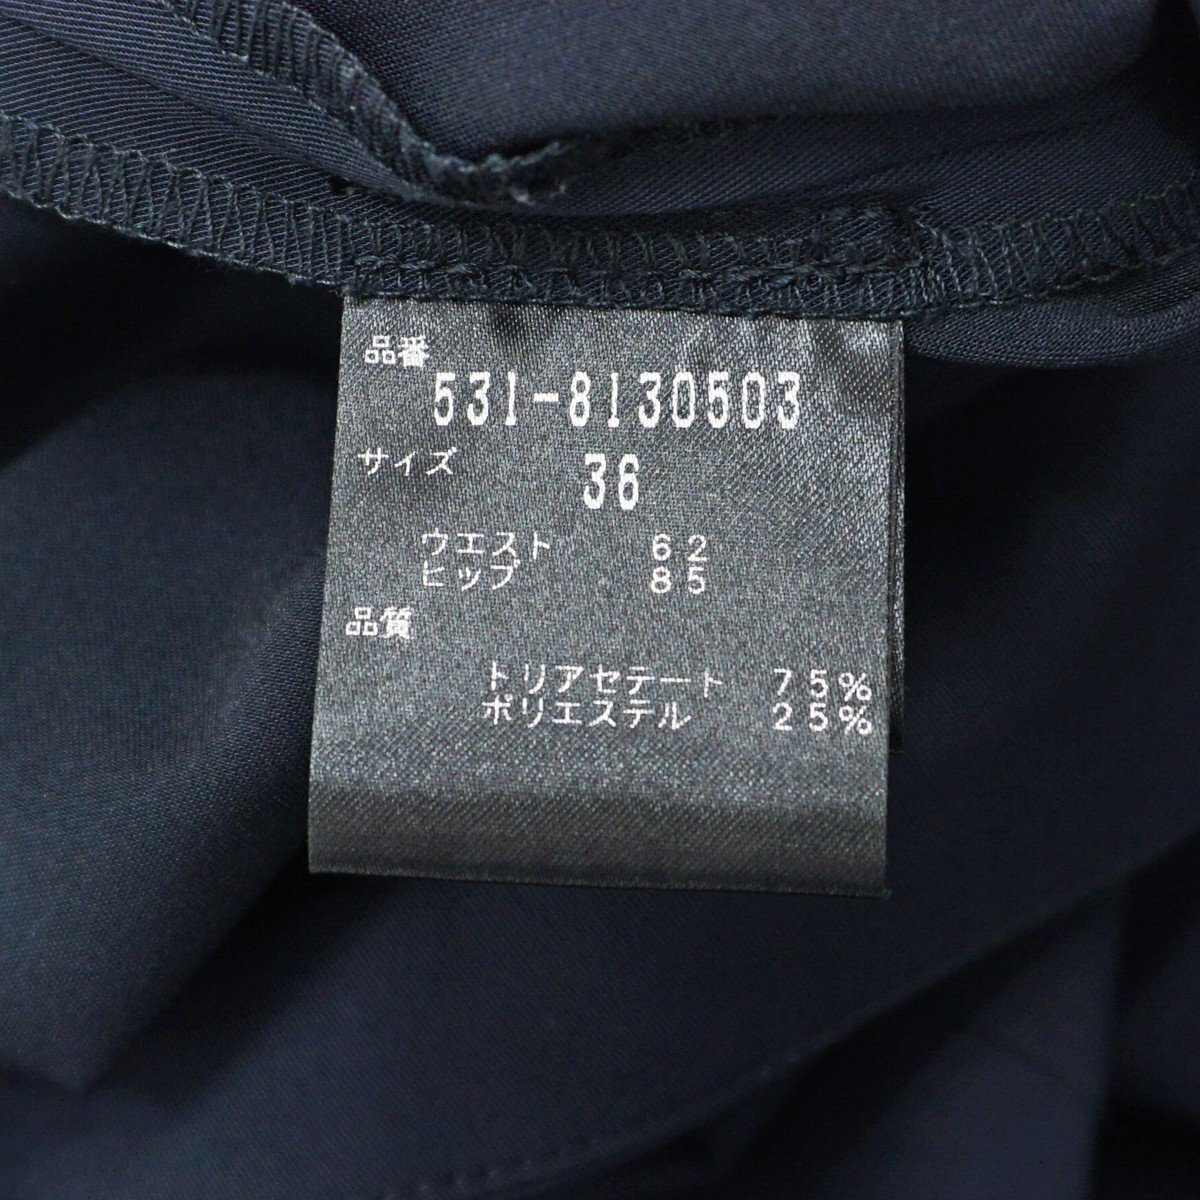 品番
531-8130503
サイズ 36
ウエスト 62
ヒップ 85
品質
トリアセテート 75%
ポリエステル 25%